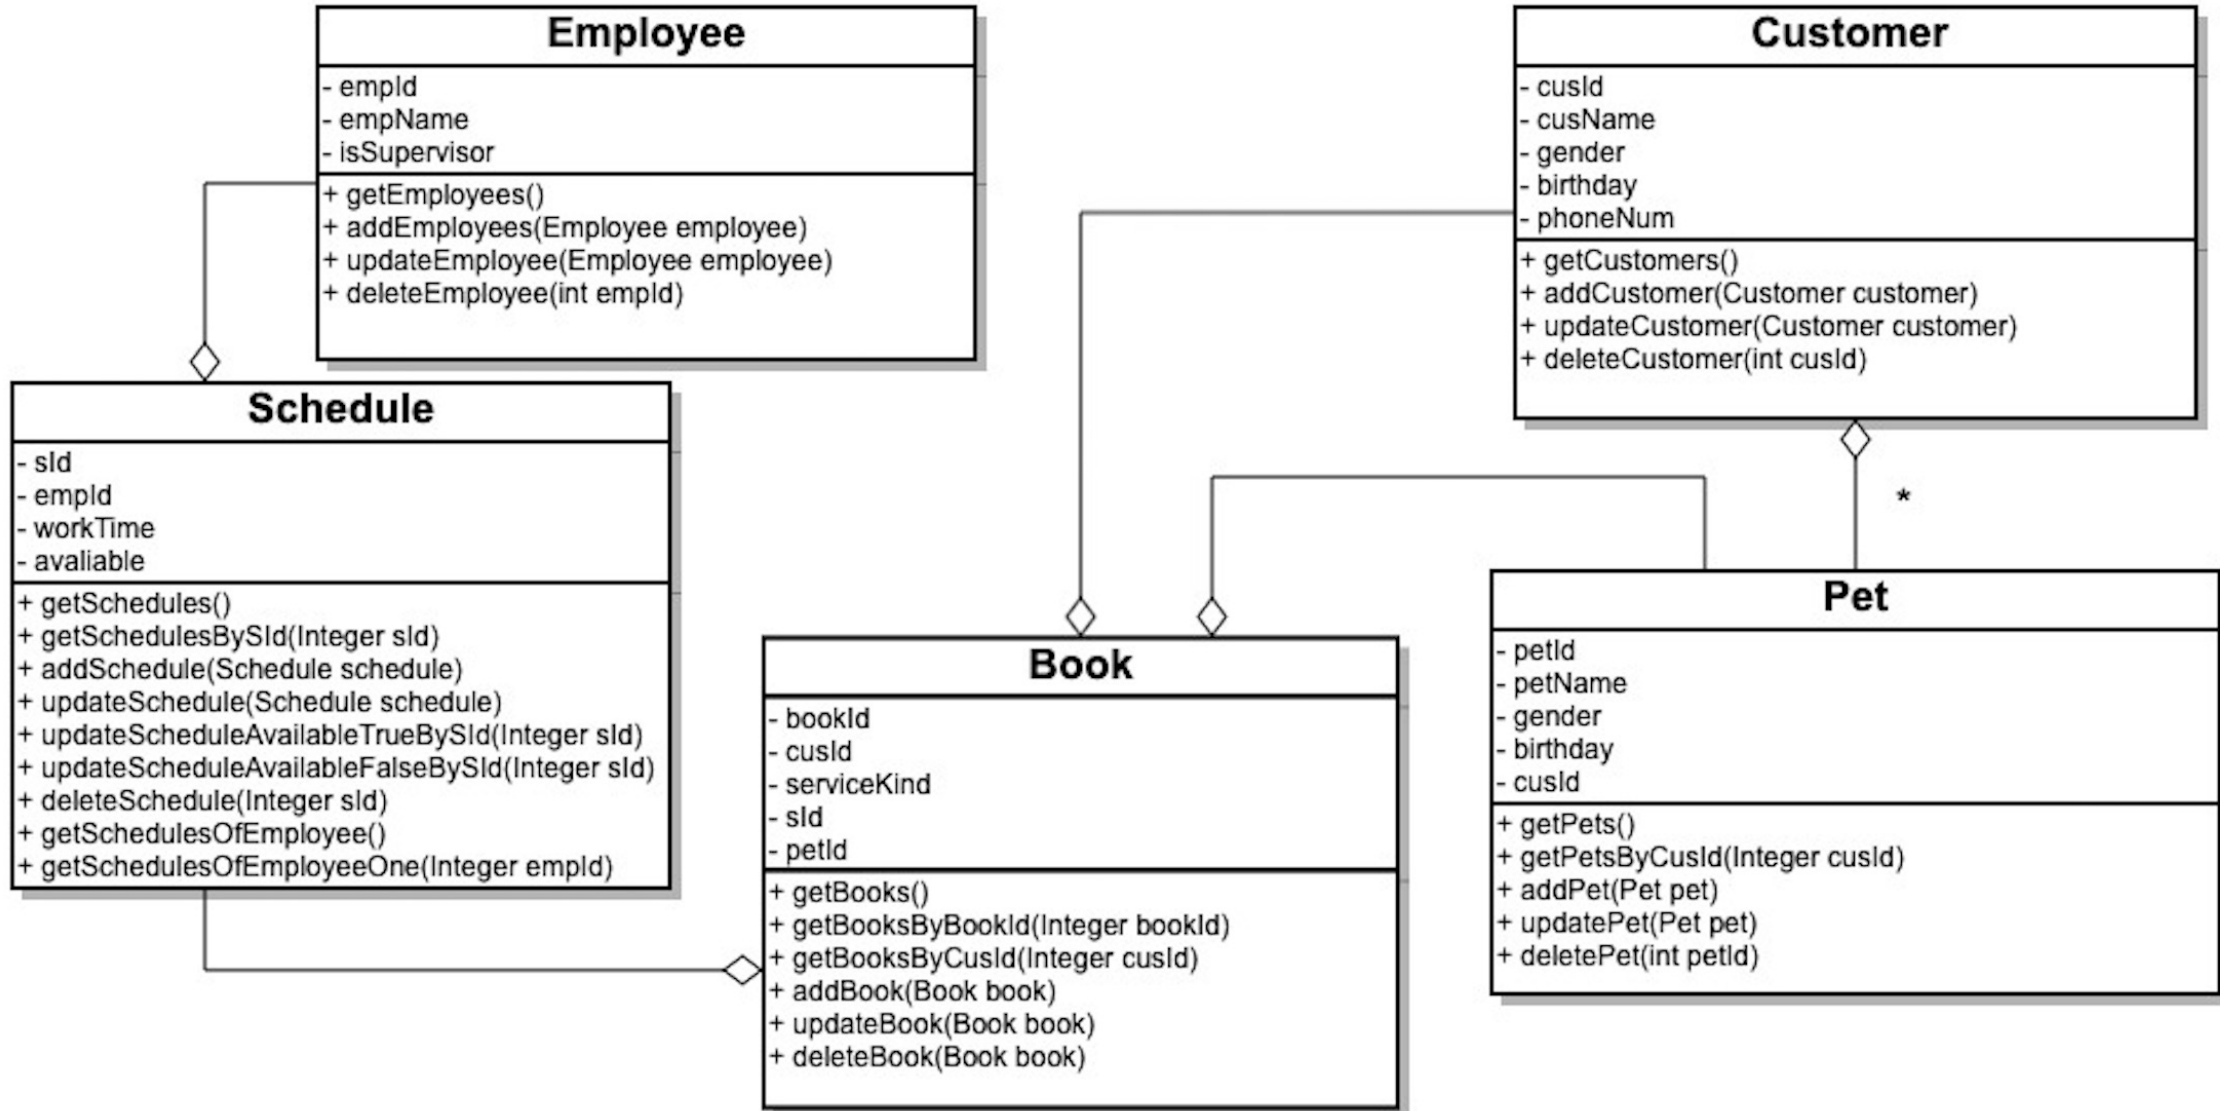 Employee
- empId
- empName
- isSupervisor
+ getEmployees()
+ addEmployees(Employee employee)
+ updateEmployee(Employee employee)
+ deleteEmployee(int empId)
Customer
- cusId
- cusName
- gender
- birthday
- phoneNum
+ getCustomers()
+ addCustomer(Customer customer)
+ updateCustomer(Customer customer)
+ deleteCustomer(int cusId)
*
Schedule
- sId
- empId
- workTime
- avaliable
+ getSchedules()
+ getSchedulesBySId(Integer sId)
+ addSchedule(Schedule schedule)
+ updateSchedule(Schedule schedule)
+ updateScheduleAvailableTrueBySId(Integer sId)
+ updateScheduleAvailableFalseBySId(Integer sId)
+ deleteSchedule(Integer sId)
+ getSchedulesOfEmployee()
+ getSchedulesOfEmployeeOne(Integer empId)
Book
- bookId
- cusId
- serviceKind
- sId
- petId
+ getBooks()
+ getBooksByBookId(Integer bookId)
+ getBooksByCusId(Integer cusId)
+ addBook(Book book)
+ updateBook(Book book)
+ deleteBook(Book book)
Pet
- petId
- petName
- gender
- birthday
- cusId
+ getPets()
+ getPetsByCusId(Integer cusId)
+ addPet(Pet pet)
+ updatePet(Pet pet)
+ deletePet(int petId)